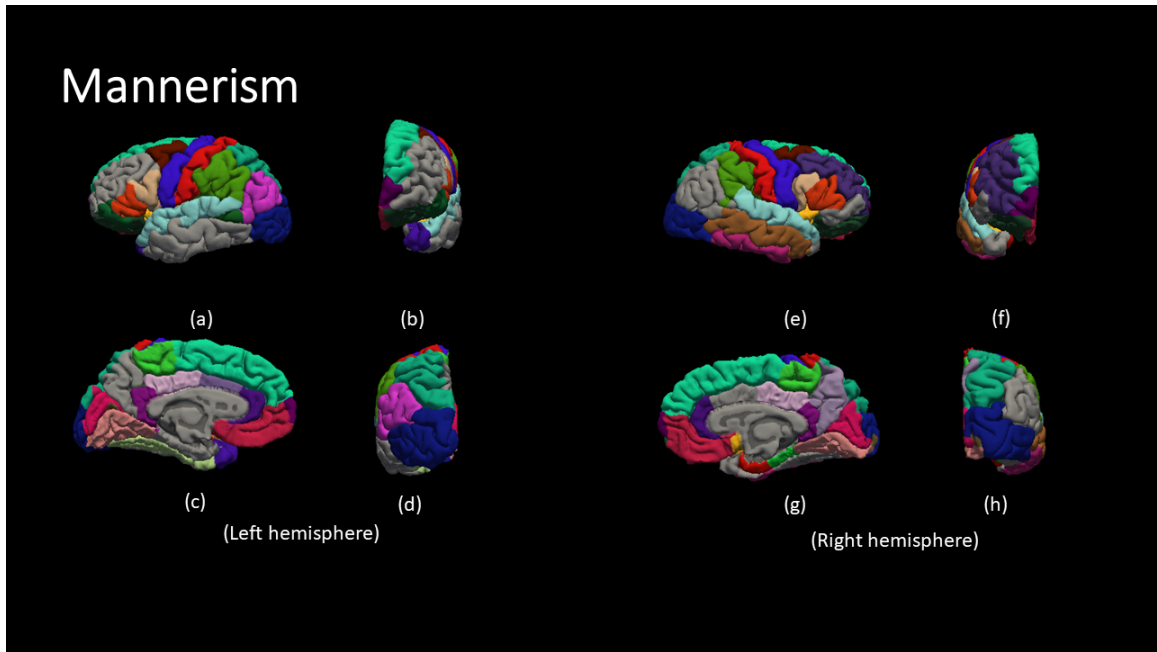 Mannerism
(a)
(b)
(e)
(f)
(c)
(d)
(g)
(h)
(Left hemisphere)
(Right hemisphere)